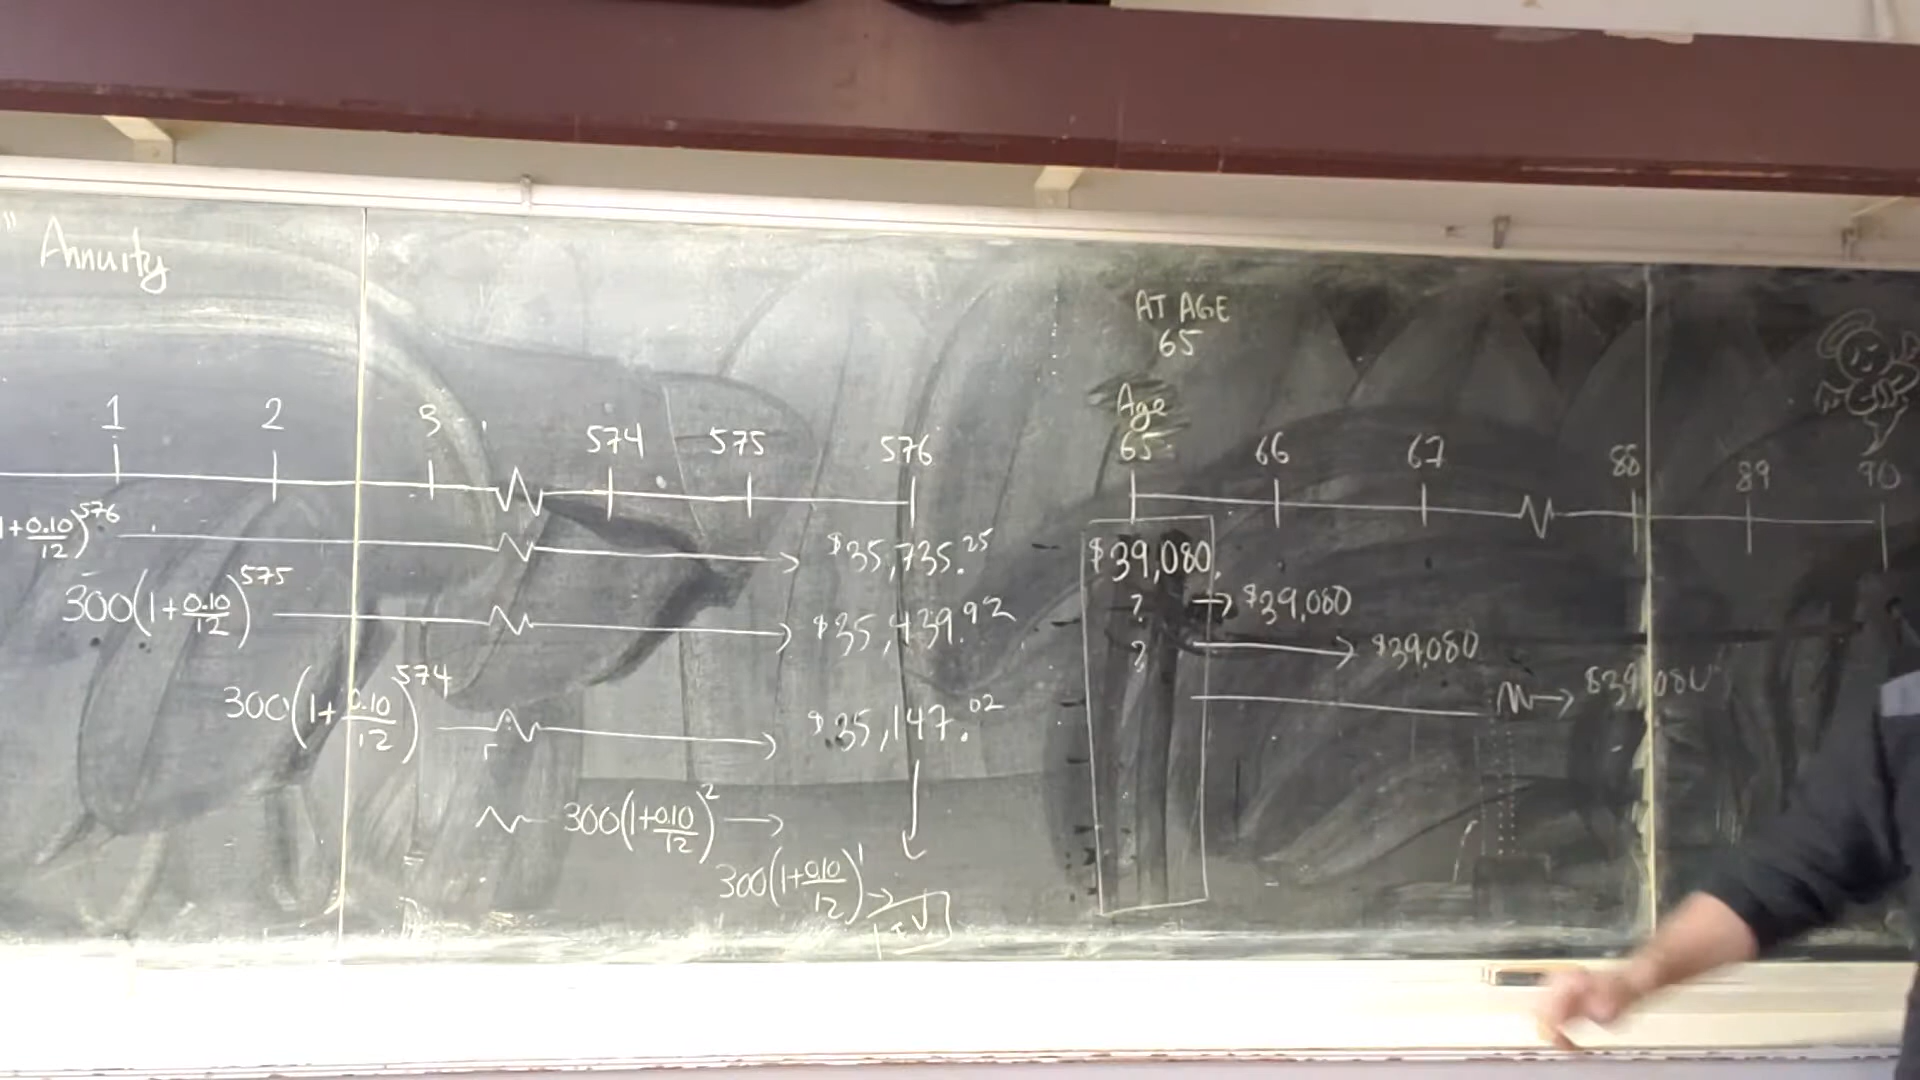 " Annuity
1 2 3 574 575 576
1+0.10/12)^576 → $35,735.25
300(1+0.10/12)^575 → $35,439.92
300(1+0.10/12)^574 → $35,147.02
300(1+0.10/12)^2 →
300(1+0.10/12)^1 →
AT AGE
65
Age
65 66 67 88 89 90
$39,080
? → $39,080
? → $39,080
→ $39,080